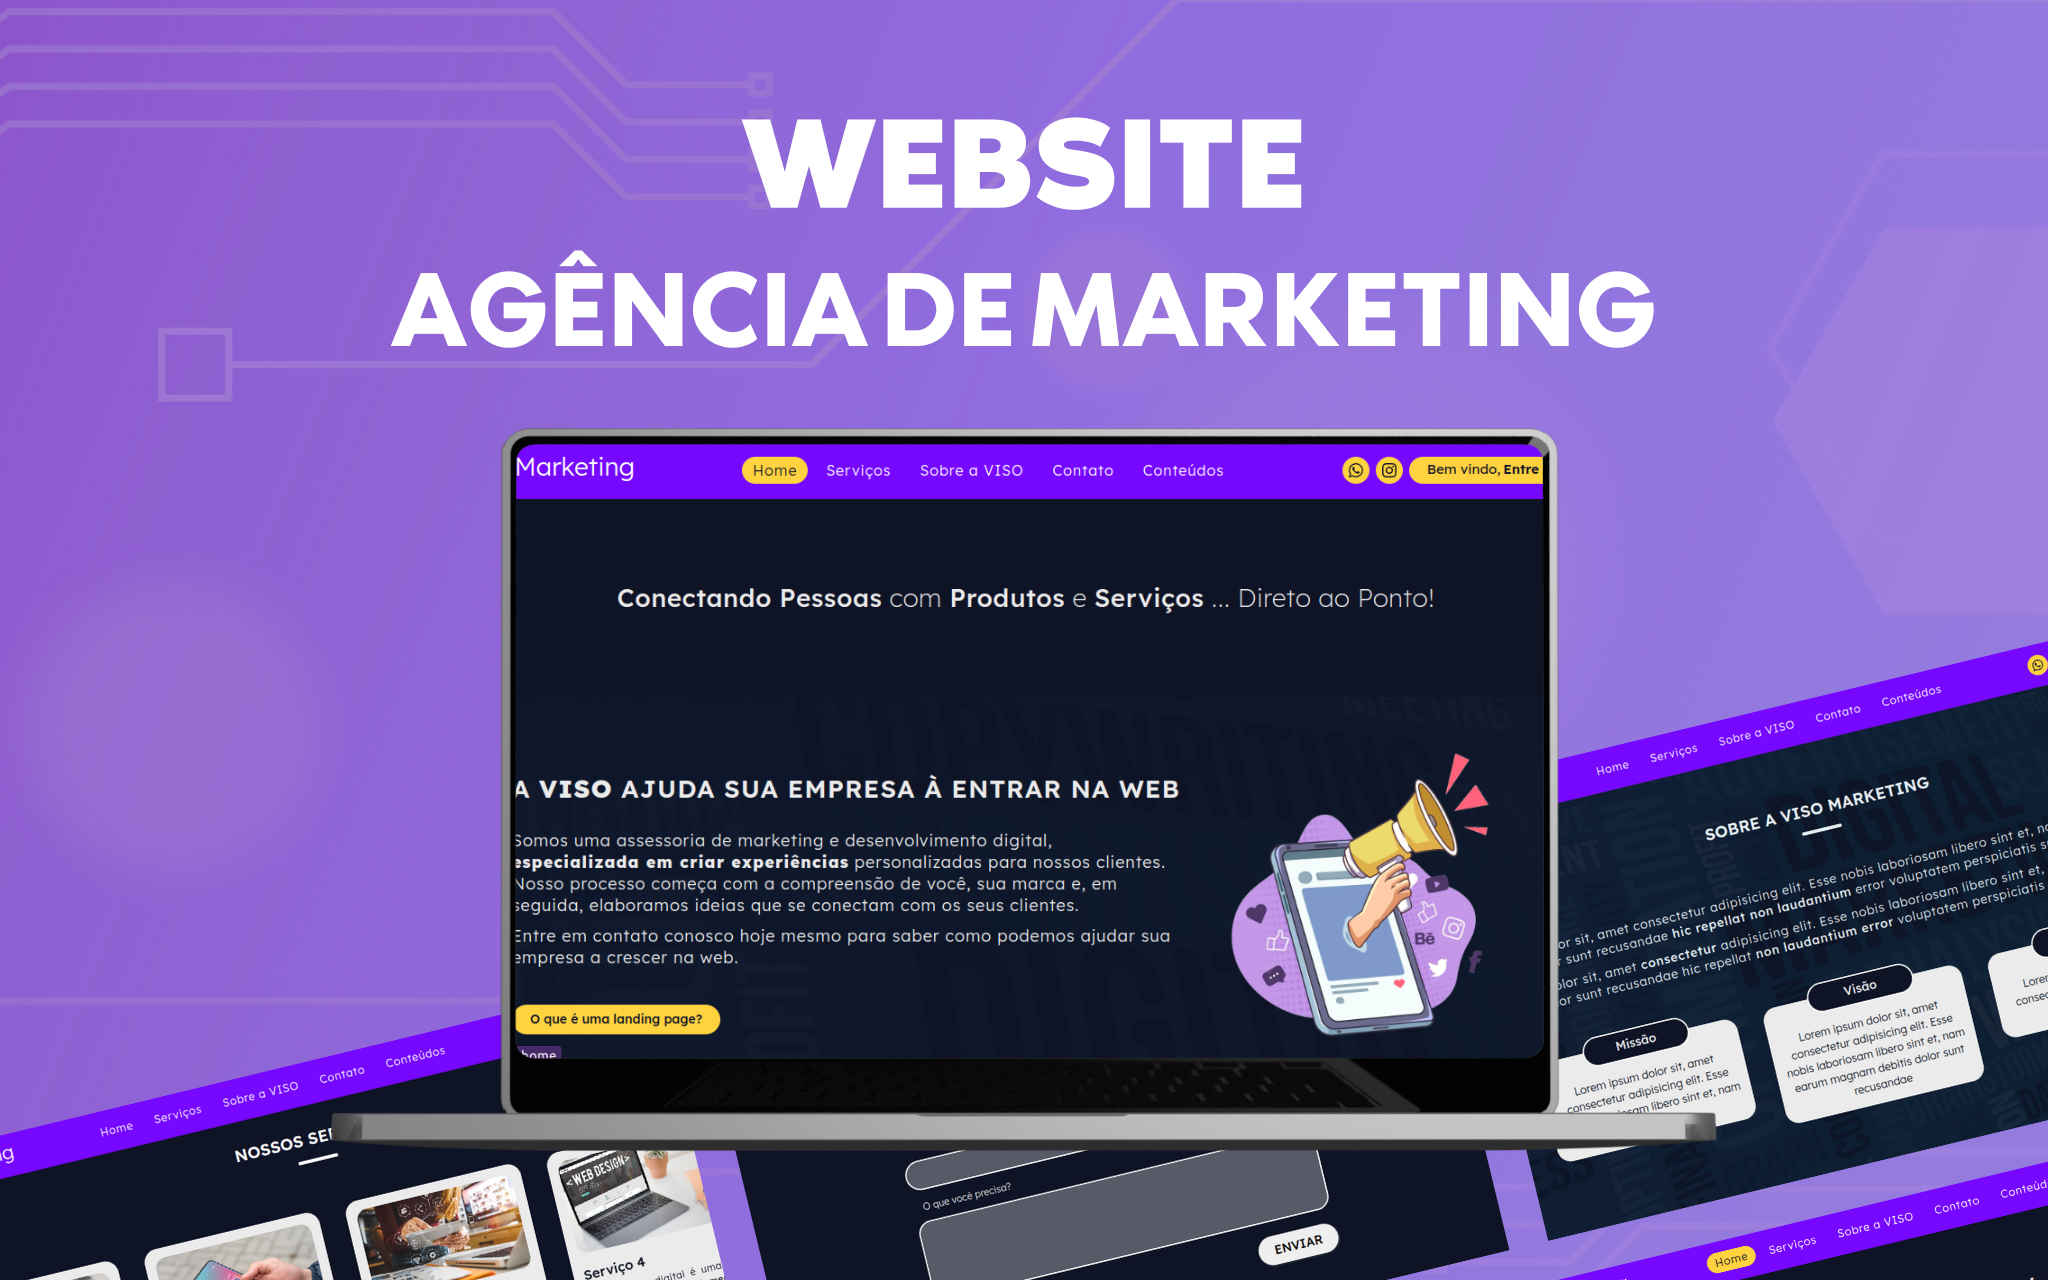 WEBSITE
AGÊNCIA DE MARKETING
Marketing
Home Serviços Sobre a VISO Contato Conteúdos
Bem vindo, Entre
Conectando Pessoas com Produtos e Serviços ... Direto ao Ponto!
COPYWRITING
MEETING
A VISO AJUDA SUA EMPRESA À ENTRAR NA WEB
Somos uma assessoria de marketing e desenvolvimento digital,
especializada em criar experiências personalizadas para nossos clientes.
Nosso processo começa com a compreensão de você, sua marca e, em
seguida, elaboramos ideias que se conectam com os seus clientes.
Entre em contato conosco hoje mesmo para saber como podemos ajudar sua
empresa a crescer na web.
Bē
O que é uma landing page?
home
Home Serviços Sobre a VISO Contato Conteúdos
SOBRE A VISO MARKETING
DIGITAL
or sit, amet consectetur adipisicing elit. Esse nobis laboriosam libero sint et,
r sunt recusandae hic repellat non laudantium error voluptatem perspiciatis
olor sit, amet consectetur adipisicing elit. Esse nobis laboriosam libero sint et,
or sunt recusandae hic repellat non laudantium error voluptatem perspiciatis
Missão
Lorem ipsum dolor sit, amet
consectetur adipisicing elit. Esse
libero sint et, nam
Visão
Lorem ipsum dolor sit, amet
consectetur adipisicing elit. Esse
nobis laboriosam libero sint et, nam
earum magnam debitis dolor sunt
recusandae
Home Serviços Sobre a VISO Contato Conteúdos
NOSSOS SE
<WEB DESIGN>
Serviço 4
digital é uma
O que você precisa?
ENVIAR
Home Serviços Sobre a VISO Contato